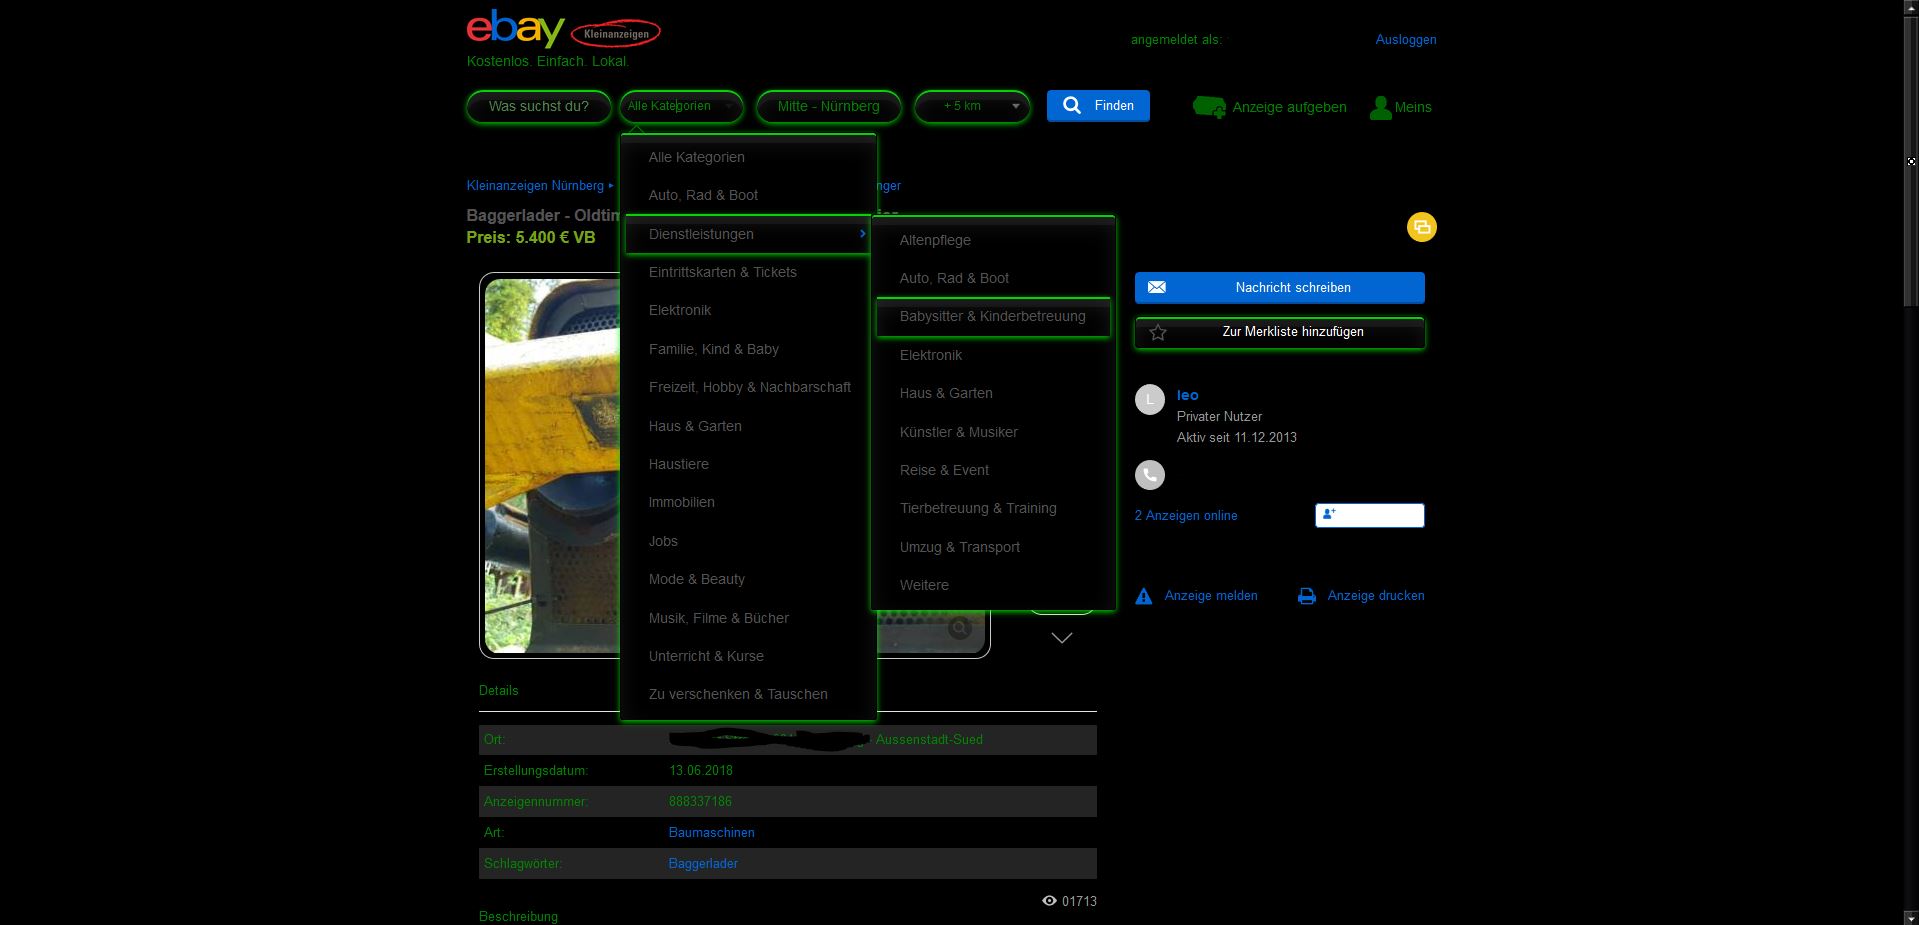 ebay Kleinanzeigen
Kostenlos. Einfach. Lokal.
angemeldet als:
Ausloggen
Was suchst du?
Alle Kategorien
Mitte - Nürnberg
+ 5 km
Finden
Anzeige aufgeben
Meins
Kleinanzeigen Nürnberg
Baggerlader -
Preis: 5.400 € VB
Alle Kategorien
Auto, Rad & Boot
Dienstleistungen
Eintrittskarten & Tickets
Elektronik
Familie, Kind & Baby
Freizeit, Hobby & Nachbarschaft
Haus & Garten
Haustiere
Immobilien
Jobs
Mode & Beauty
Musik, Filme & Bücher
Unterricht & Kurse
Zu verschenken & Tauschen
Altenpflege
Auto, Rad & Boot
Babysitter & Kinderbetreuung
Elektronik
Haus & Garten
Künstler & Musiker
Reise & Event
Tierbetreuung & Training
Umzug & Transport
Weitere
Nachricht schreiben
Zur Merkliste hinzufügen
L
leo
Privater Nutzer
Aktiv seit 11.12.2013
2 Anzeigen online
Anzeige melden
Anzeige drucken
Details
Ort: - Aussenstadt-Sued
Erstellungsdatum: 13.06.2018
Anzeigennummer: 888337186
Art: Baumaschinen
Schlagwörter: Baggerlader
01713
Beschreibung